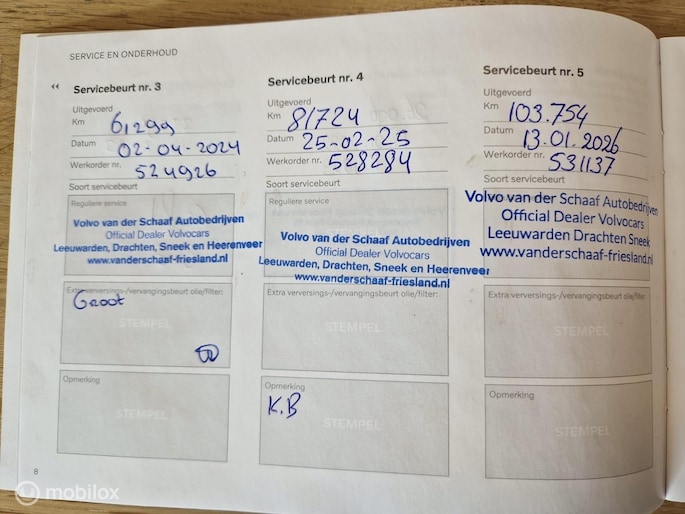 SERVICE EN ONDERHOUD
Servicebeurt nr. 3
Uitgevoerd
Km 61299
Datum 02-04-2024
Werkorder nr. 524926
Soort servicebeurt
Reguliere service
Volvo van der Schaaf Autobedrijven
Official Dealer Volvocars
Leeuwarden, Drachten, Sneek en Heerenveer
www.vanderschaaf-friesland.nl
Extra verversings-/vervangingsbeurt olie/filter:
Groot
STEMPEL
Opmerking
STEMPEL
Servicebeurt nr. 4
Uitgevoerd
Km 81724
Datum 25-02-25
Werkorder nr. 528284
Soort servicebeurt
Reguliere service
Volvo van der Schaaf Autobedrijven
Official Dealer Volvocars
Leeuwarden, Drachten, Sneek en Heerenveer
www.vanderschaaf-friesland.nl
Extra verversings-/vervangingsbeurt olie/filter:
STEMPEL
Opmerking
K.B
STEMPEL
Servicebeurt nr. 5
Uitgevoerd
Km 103.754
Datum 13.01.2026
Werkorder nr. 531137
Soort servicebeurt
Volvo van der Schaaf Autobedrijven
Official Dealer Volvocars
Leeuwarden Drachten Sneek
www.vanderschaaf-friesland.nl
Extra verversings-/vervangingsbeurt olie/filter:
STEMPEL
Opmerking
STEMPEL
8
mobilox